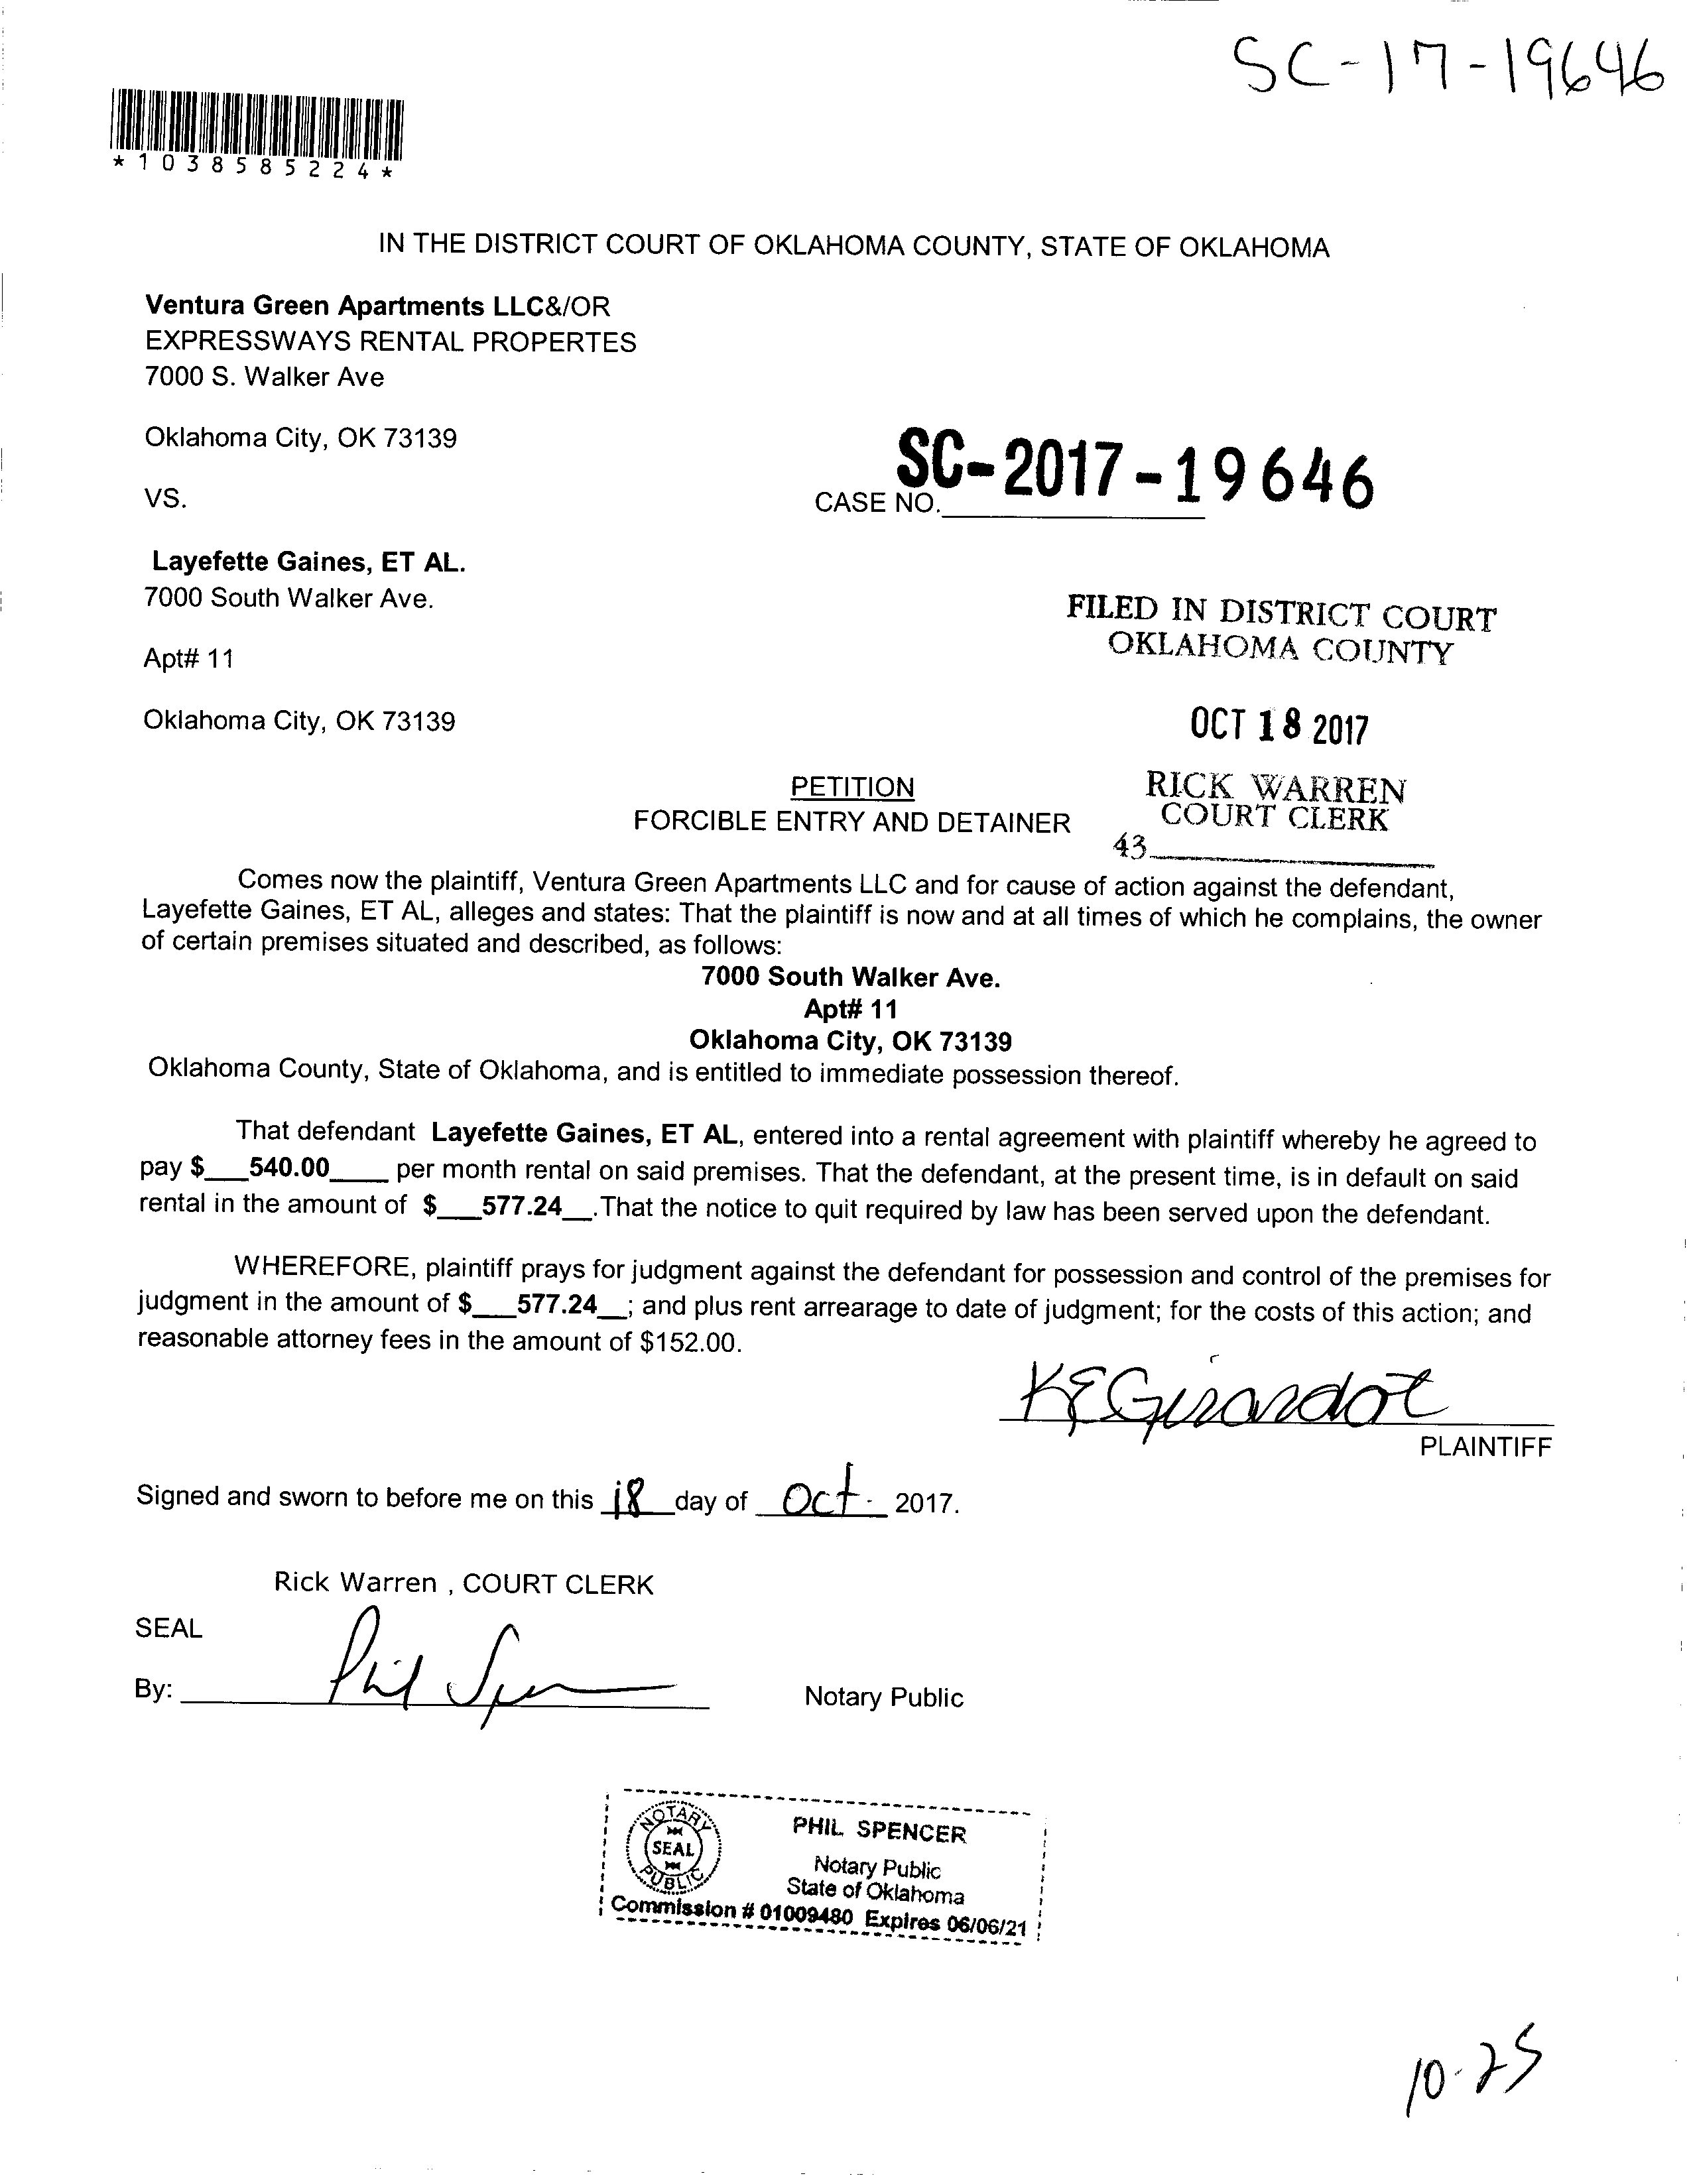 SC-17-19646
*1038585224*
IN THE DISTRICT COURT OF OKLAHOMA COUNTY, STATE OF OKLAHOMA
Ventura Green Apartments LLC&/OR
EXPRESSWAYS RENTAL PROPERTES
7000 S. Walker Ave
Oklahoma City, OK 73139
VS.
CASE NO. SC-2017-19646
Layefette Gaines, ET AL.
7000 South Walker Ave.
Apt# 11
Oklahoma City, OK 73139
FILED IN DISTRICT COURT
OKLAHOMA COUNTY
OCT 18 2017
RICK WARREN
COURT CLERK
43
PETITION
FORCIBLE ENTRY AND DETAINER
Comes now the plaintiff, Ventura Green Apartments LLC and for cause of action against the defendant,
Layefette Gaines, ET AL, alleges and states: That the plaintiff is now and at all times of which he complains, the owner
of certain premises situated and described, as follows:
7000 South Walker Ave.
Apt# 11
Oklahoma City, OK 73139
Oklahoma County, State of Oklahoma, and is entitled to immediate possession thereof.
That defendant Layefette Gaines, ET AL, entered into a rental agreement with plaintiff whereby he agreed to
pay $___540.00____ per month rental on said premises. That the defendant, at the present time, is in default on said
rental in the amount of $___577.24__.That the notice to quit required by law has been served upon the defendant.
WHEREFORE, plaintiff prays for judgment against the defendant for possession and control of the premises for
judgment in the amount of $___577.24__; and plus rent arrearage to date of judgment; for the costs of this action; and
reasonable attorney fees in the amount of $152.00.
KEGirardot
PLAINTIFF
Signed and sworn to before me on this 18 day of Oct. 2017.
Rick Warren , COURT CLERK
SEAL
By: Phil Spencer Notary Public
NOTARY PUBLIC
SEAL
PHIL SPENCER
Notary Public
State of Oklahoma
Commission # 01009480 Expires 06/06/21
10-25